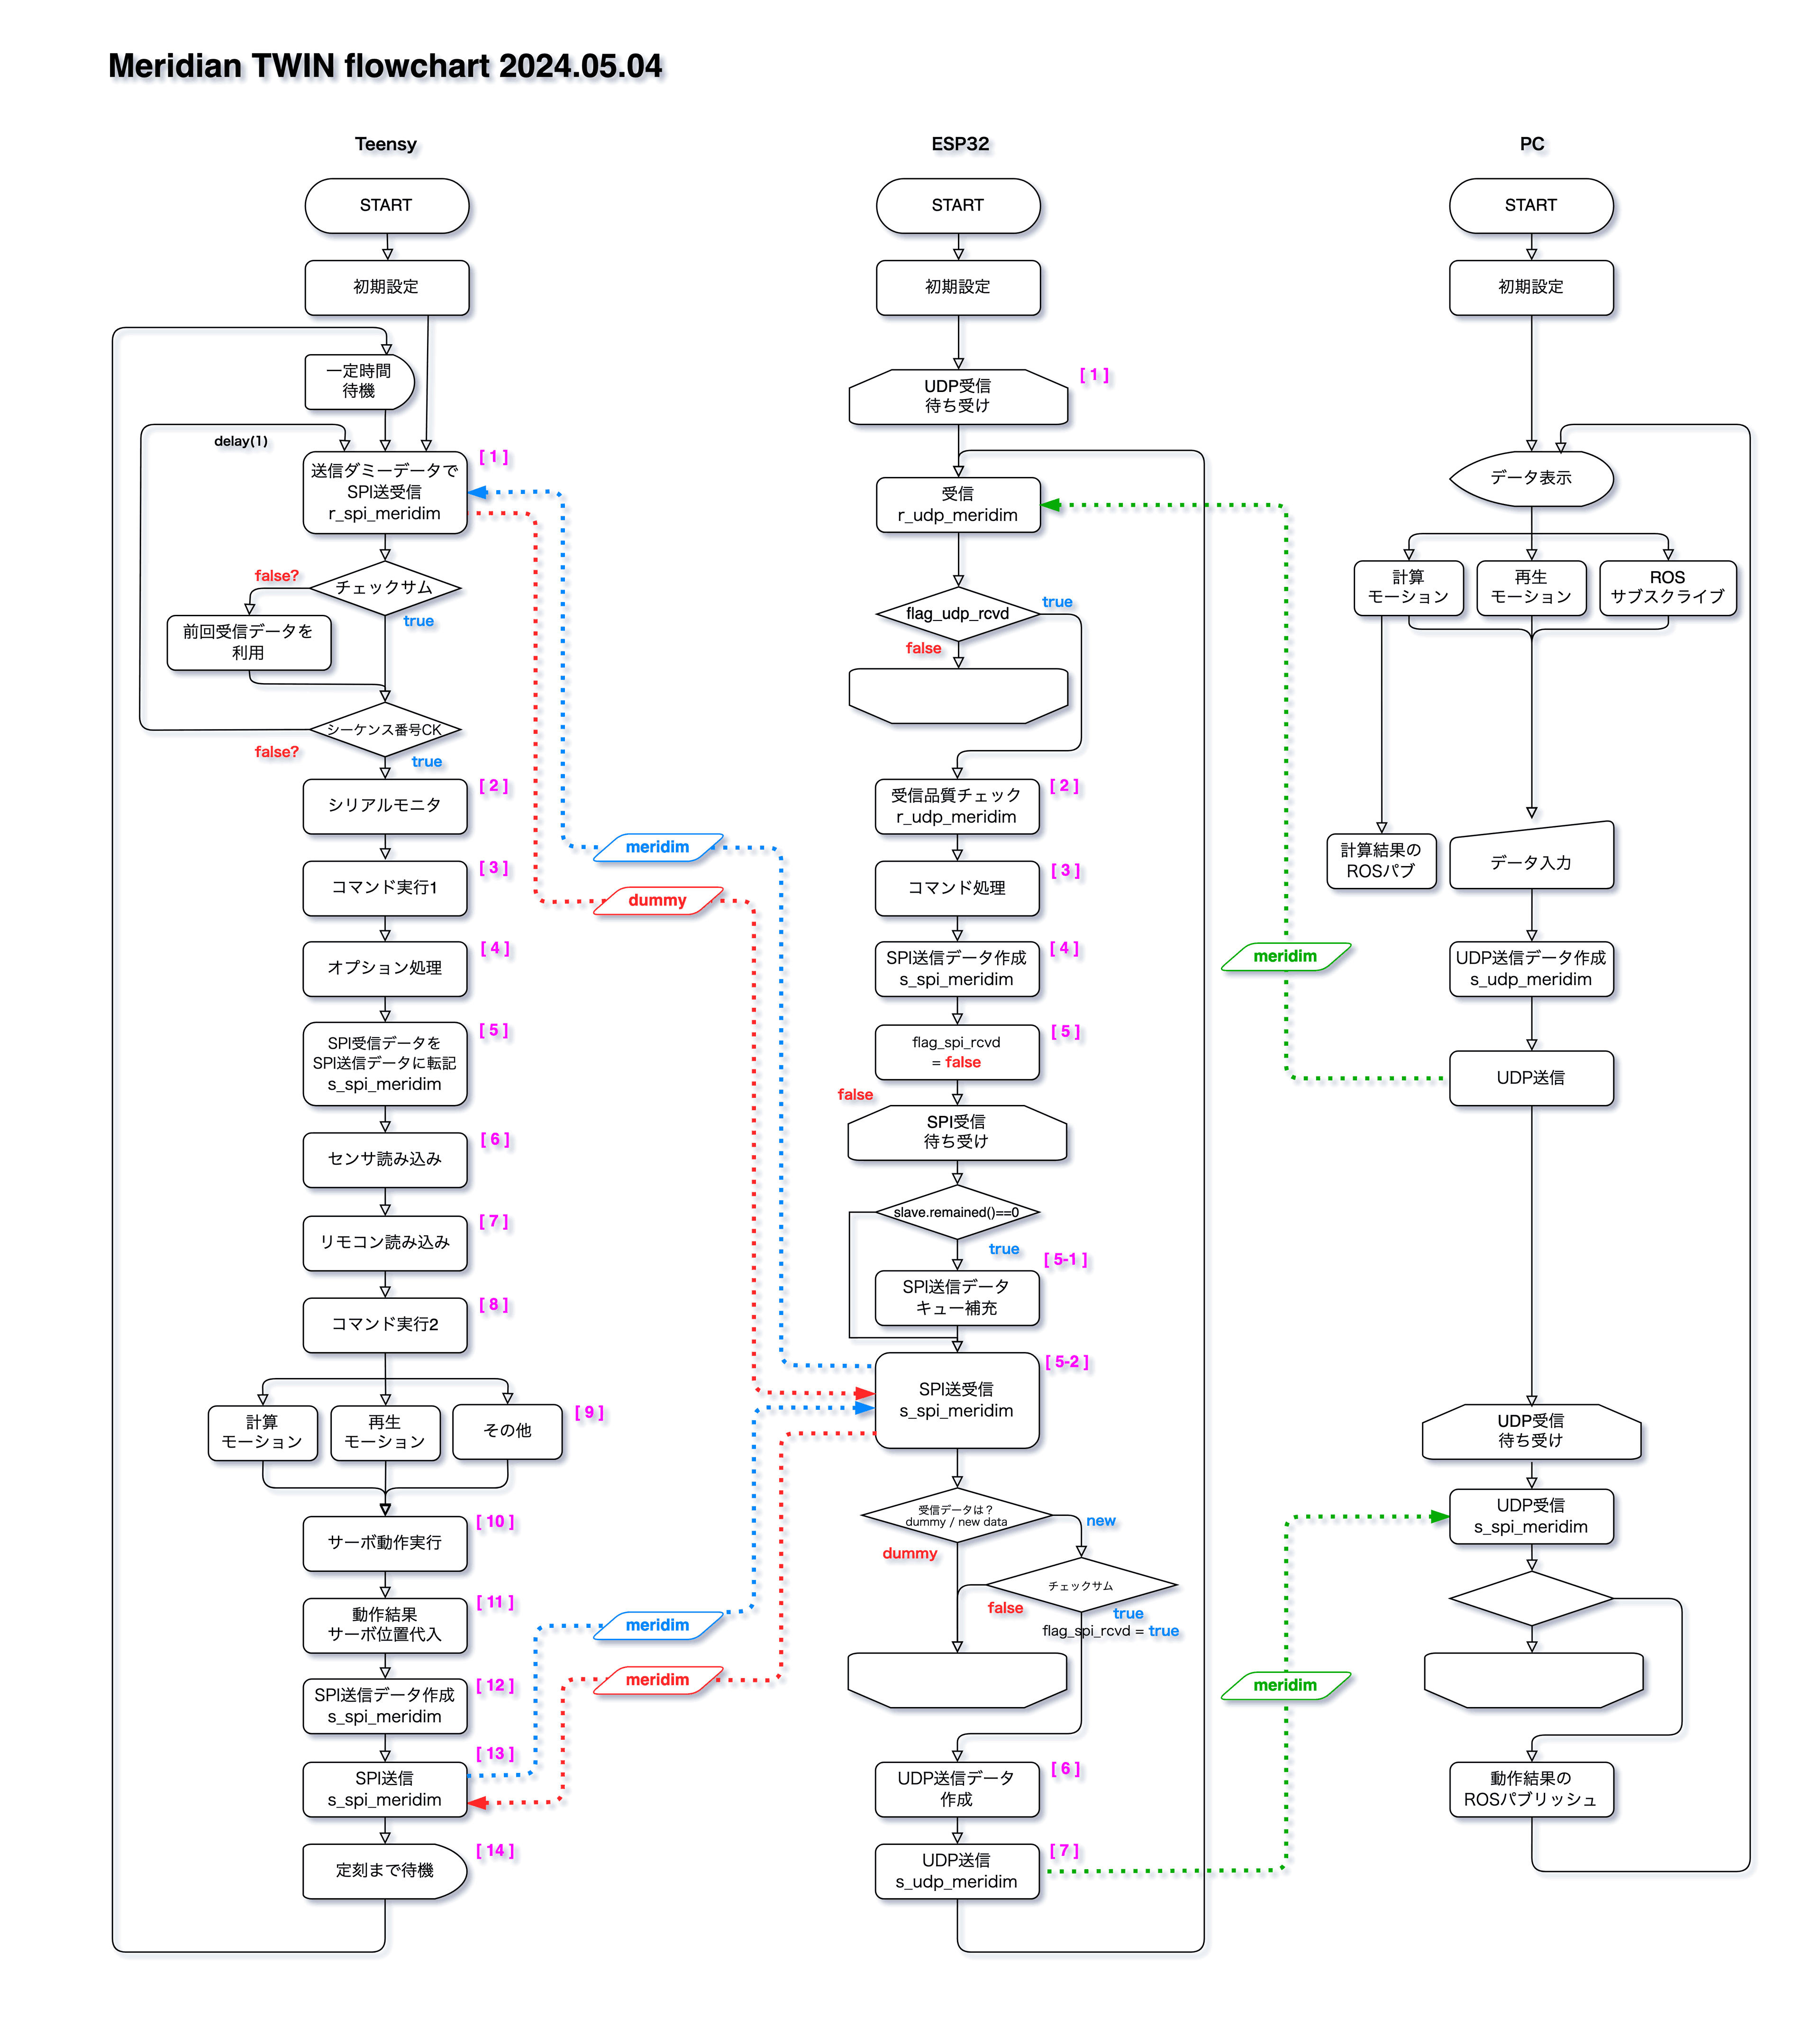 Meridian TWIN flowchart 2024.05.04
Teensy
START
初期設定
一定時間
待機
delay(1)
送信ダミーデータで
SPI送受信
r_spi_meridim
[ 1 ]
チェックサム
false?
true
前回受信データを
利用
シーケンス番号CK
false?
true
シリアルモニタ
[ 2 ]
コマンド実行1
[ 3 ]
オプション処理
[ 4 ]
SPI受信データを
SPI送信データに転記
s_spi_meridim
[ 5 ]
センサ読み込み
[ 6 ]
リモコン読み込み
[ 7 ]
コマンド実行2
[ 8 ]
計算
モーション
再生
モーション
その他
[ 9 ]
サーボ動作実行
[ 10 ]
動作結果
サーボ位置代入
[ 11 ]
SPI送信データ作成
s_spi_meridim
[ 12 ]
SPI送信
s_spi_meridim
[ 13 ]
定刻まで待機
[ 14 ]
meridim
dummy
meridim
meridim
ESP32
START
初期設定
UDP受信
待ち受け
[ 1 ]
受信
r_udp_meridim
flag_udp_rcvd
true
false
受信品質チェック
r_udp_meridim
[ 2 ]
コマンド処理
[ 3 ]
SPI送信データ作成
s_spi_meridim
[ 4 ]
flag_spi_rcvd
= false
[ 5 ]
false
SPI受信
待ち受け
slave.remained()==0
true
SPI送信データ
キュー補充
[ 5-1 ]
SPI送受信
s_spi_meridim
[ 5-2 ]
受信データは？
dummy / new data
new
dummy
チェックサム
false
true
flag_spi_rcvd = true
UDP送信データ
作成
[ 6 ]
UDP送信
s_udp_meridim
[ 7 ]
meridim
meridim
PC
START
初期設定
データ表示
計算
モーション
再生
モーション
ROS
サブスクライブ
計算結果の
ROSパブ
データ入力
UDP送信データ作成
s_udp_meridim
UDP送信
UDP受信
待ち受け
UDP受信
s_spi_meridim
動作結果の
ROSパブリッシュ